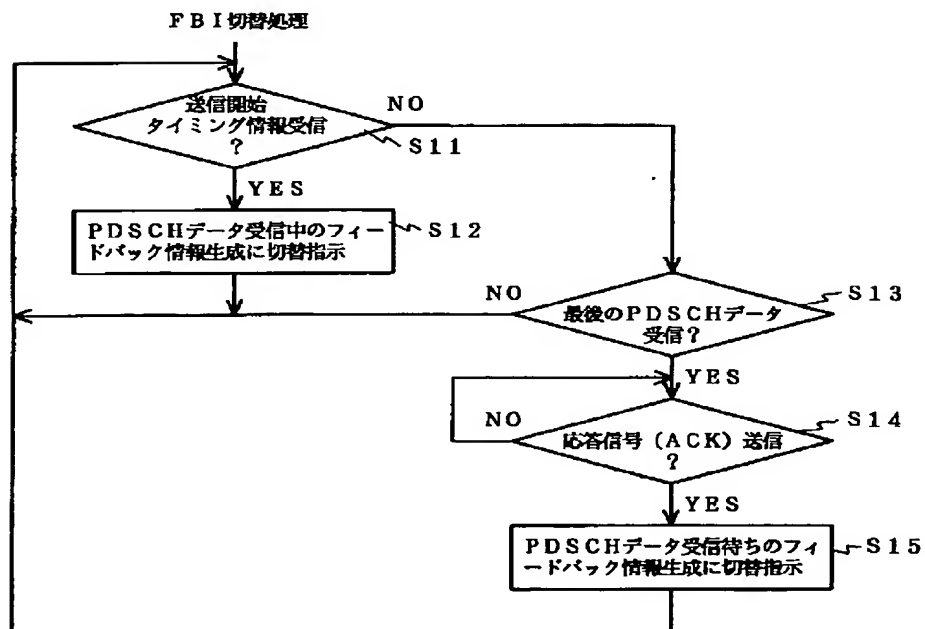 ＦＢＩ切替処理
送信開始
タイミング情報受信
？
NO
S11
YES
ＰＤＳＣＨデータ受信中のフィー
ドバック情報生成に切替指示
S12
NO
S13
最後のＰＤＳＣＨデータ
受信？
YES
NO
S14
応答信号（ＡＣＫ）送信
？
YES
ＰＤＳＣＨデータ受信待ちのフィ
ードバック情報生成に切替指示
S15